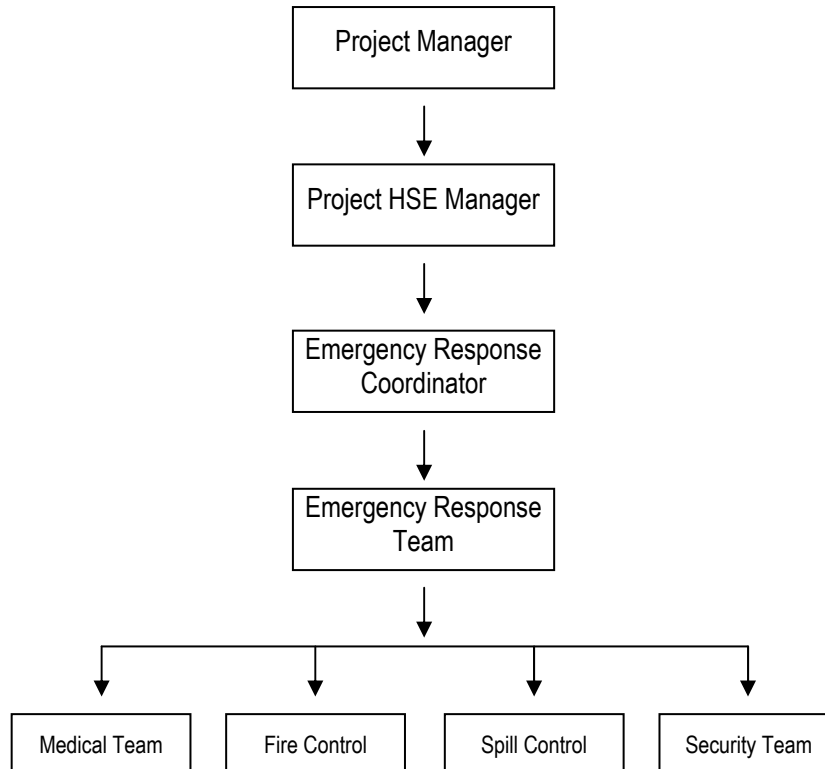 Project Manager
Project HSE Manager
Emergency Response
Coordinator
Emergency Response
Team
Medical Team
Fire Control
Spill Control
Security Team